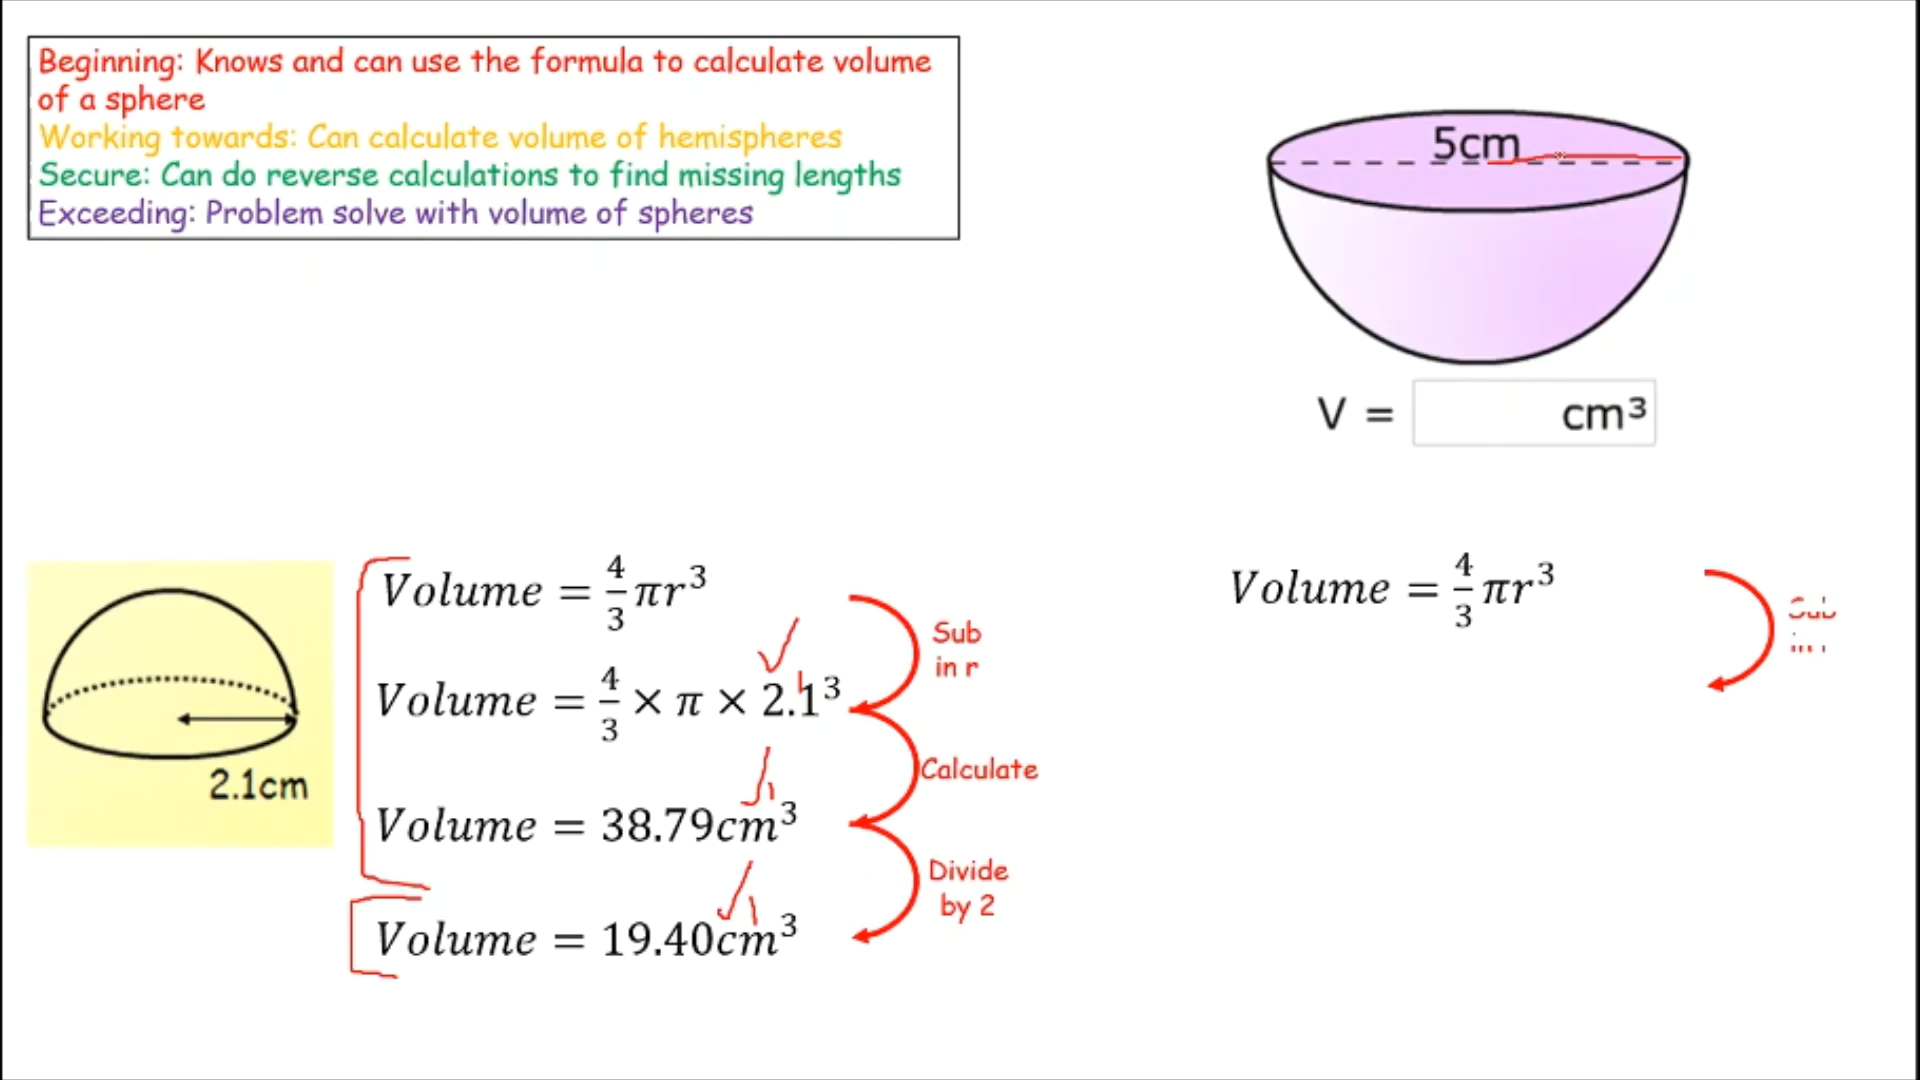 Beginning: Knows and can use the formula to calculate volume
of a sphere
Working towards: Can calculate volume of hemispheres
Secure: Can do reverse calculations to find missing lengths
Exceeding: Problem solve with volume of spheres
5cm
V = cm³
2.1cm
Volume = 4/3 πr³
Volume = 4/3 × π × 2.1³
Volume = 38.79cm³
Volume = 19.40cm³
Sub
in r
Calculate
Divide
by 2
Volume = 4/3 πr³